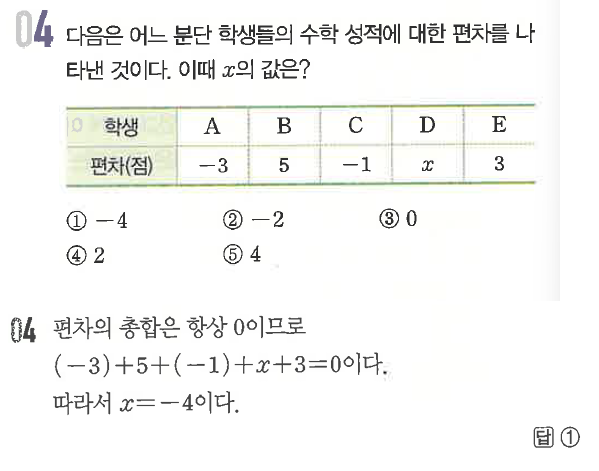 04 다음은 어느 분단 학생들의 수학 성적에 대한 편차를 나
타낸 것이다. 이때 x의 값은?
학생 A B C D E
편차(점) −3 5 −1 x 3
① −4 ② −2 ③ 0
④ 2 ⑤ 4
04 편차의 총합은 항상 0이므로
(−3)+5+(−1)+x+3=0이다.
따라서 x=−4이다.
답 ①